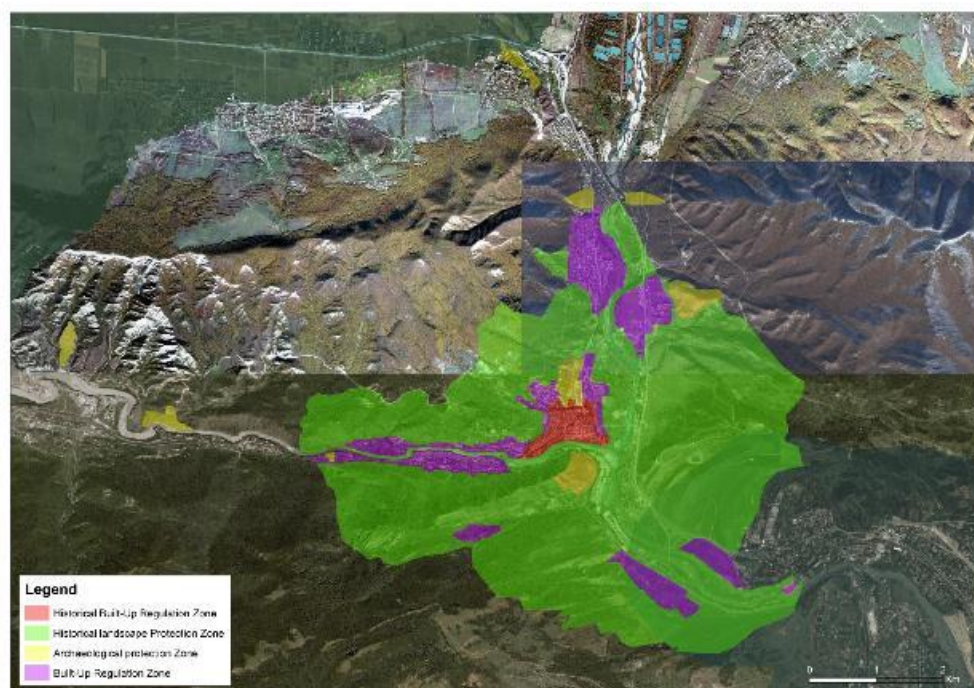 N
Legend
Historical Built-Up Regulation Zone
Historical landscape Protection Zone
Archaeological protection Zone
Built-Up Regulation Zone
0 1 2
Km